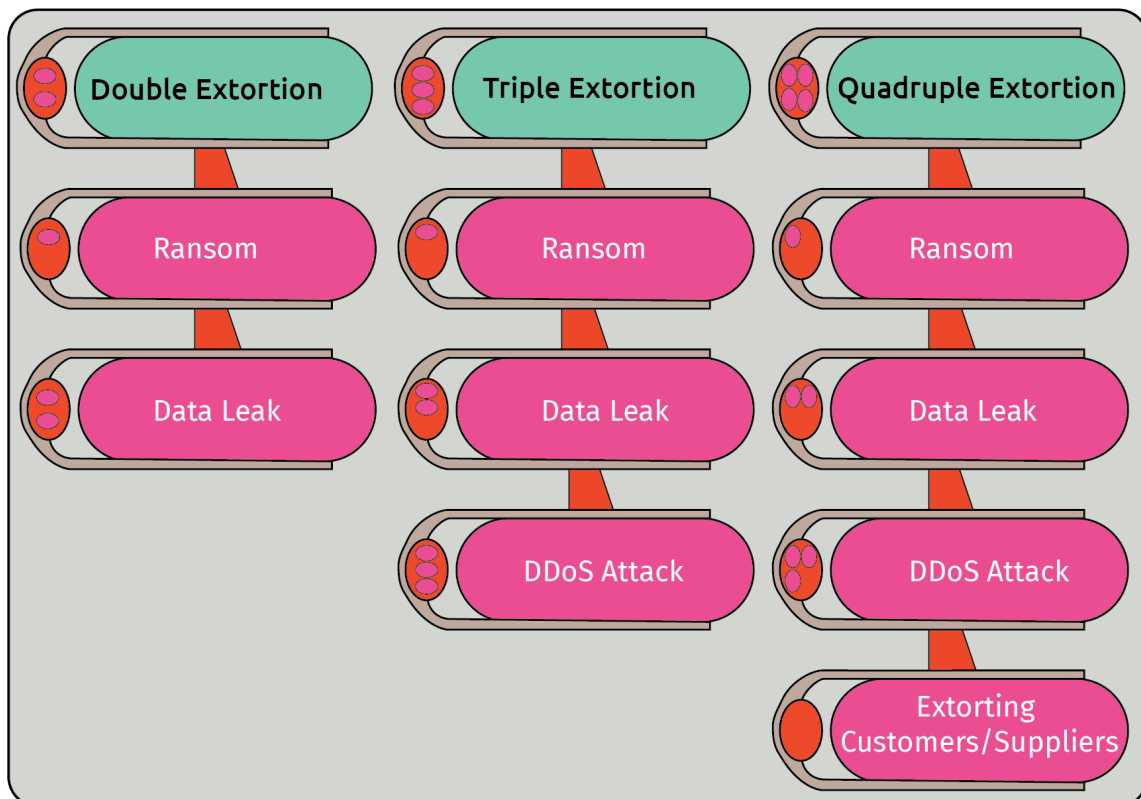 Double Extortion
Ransom
Data Leak
Triple Extortion
Ransom
Data Leak
DDoS Attack
Quadruple Extortion
Ransom
Data Leak
DDoS Attack
Extorting
Customers/Suppliers